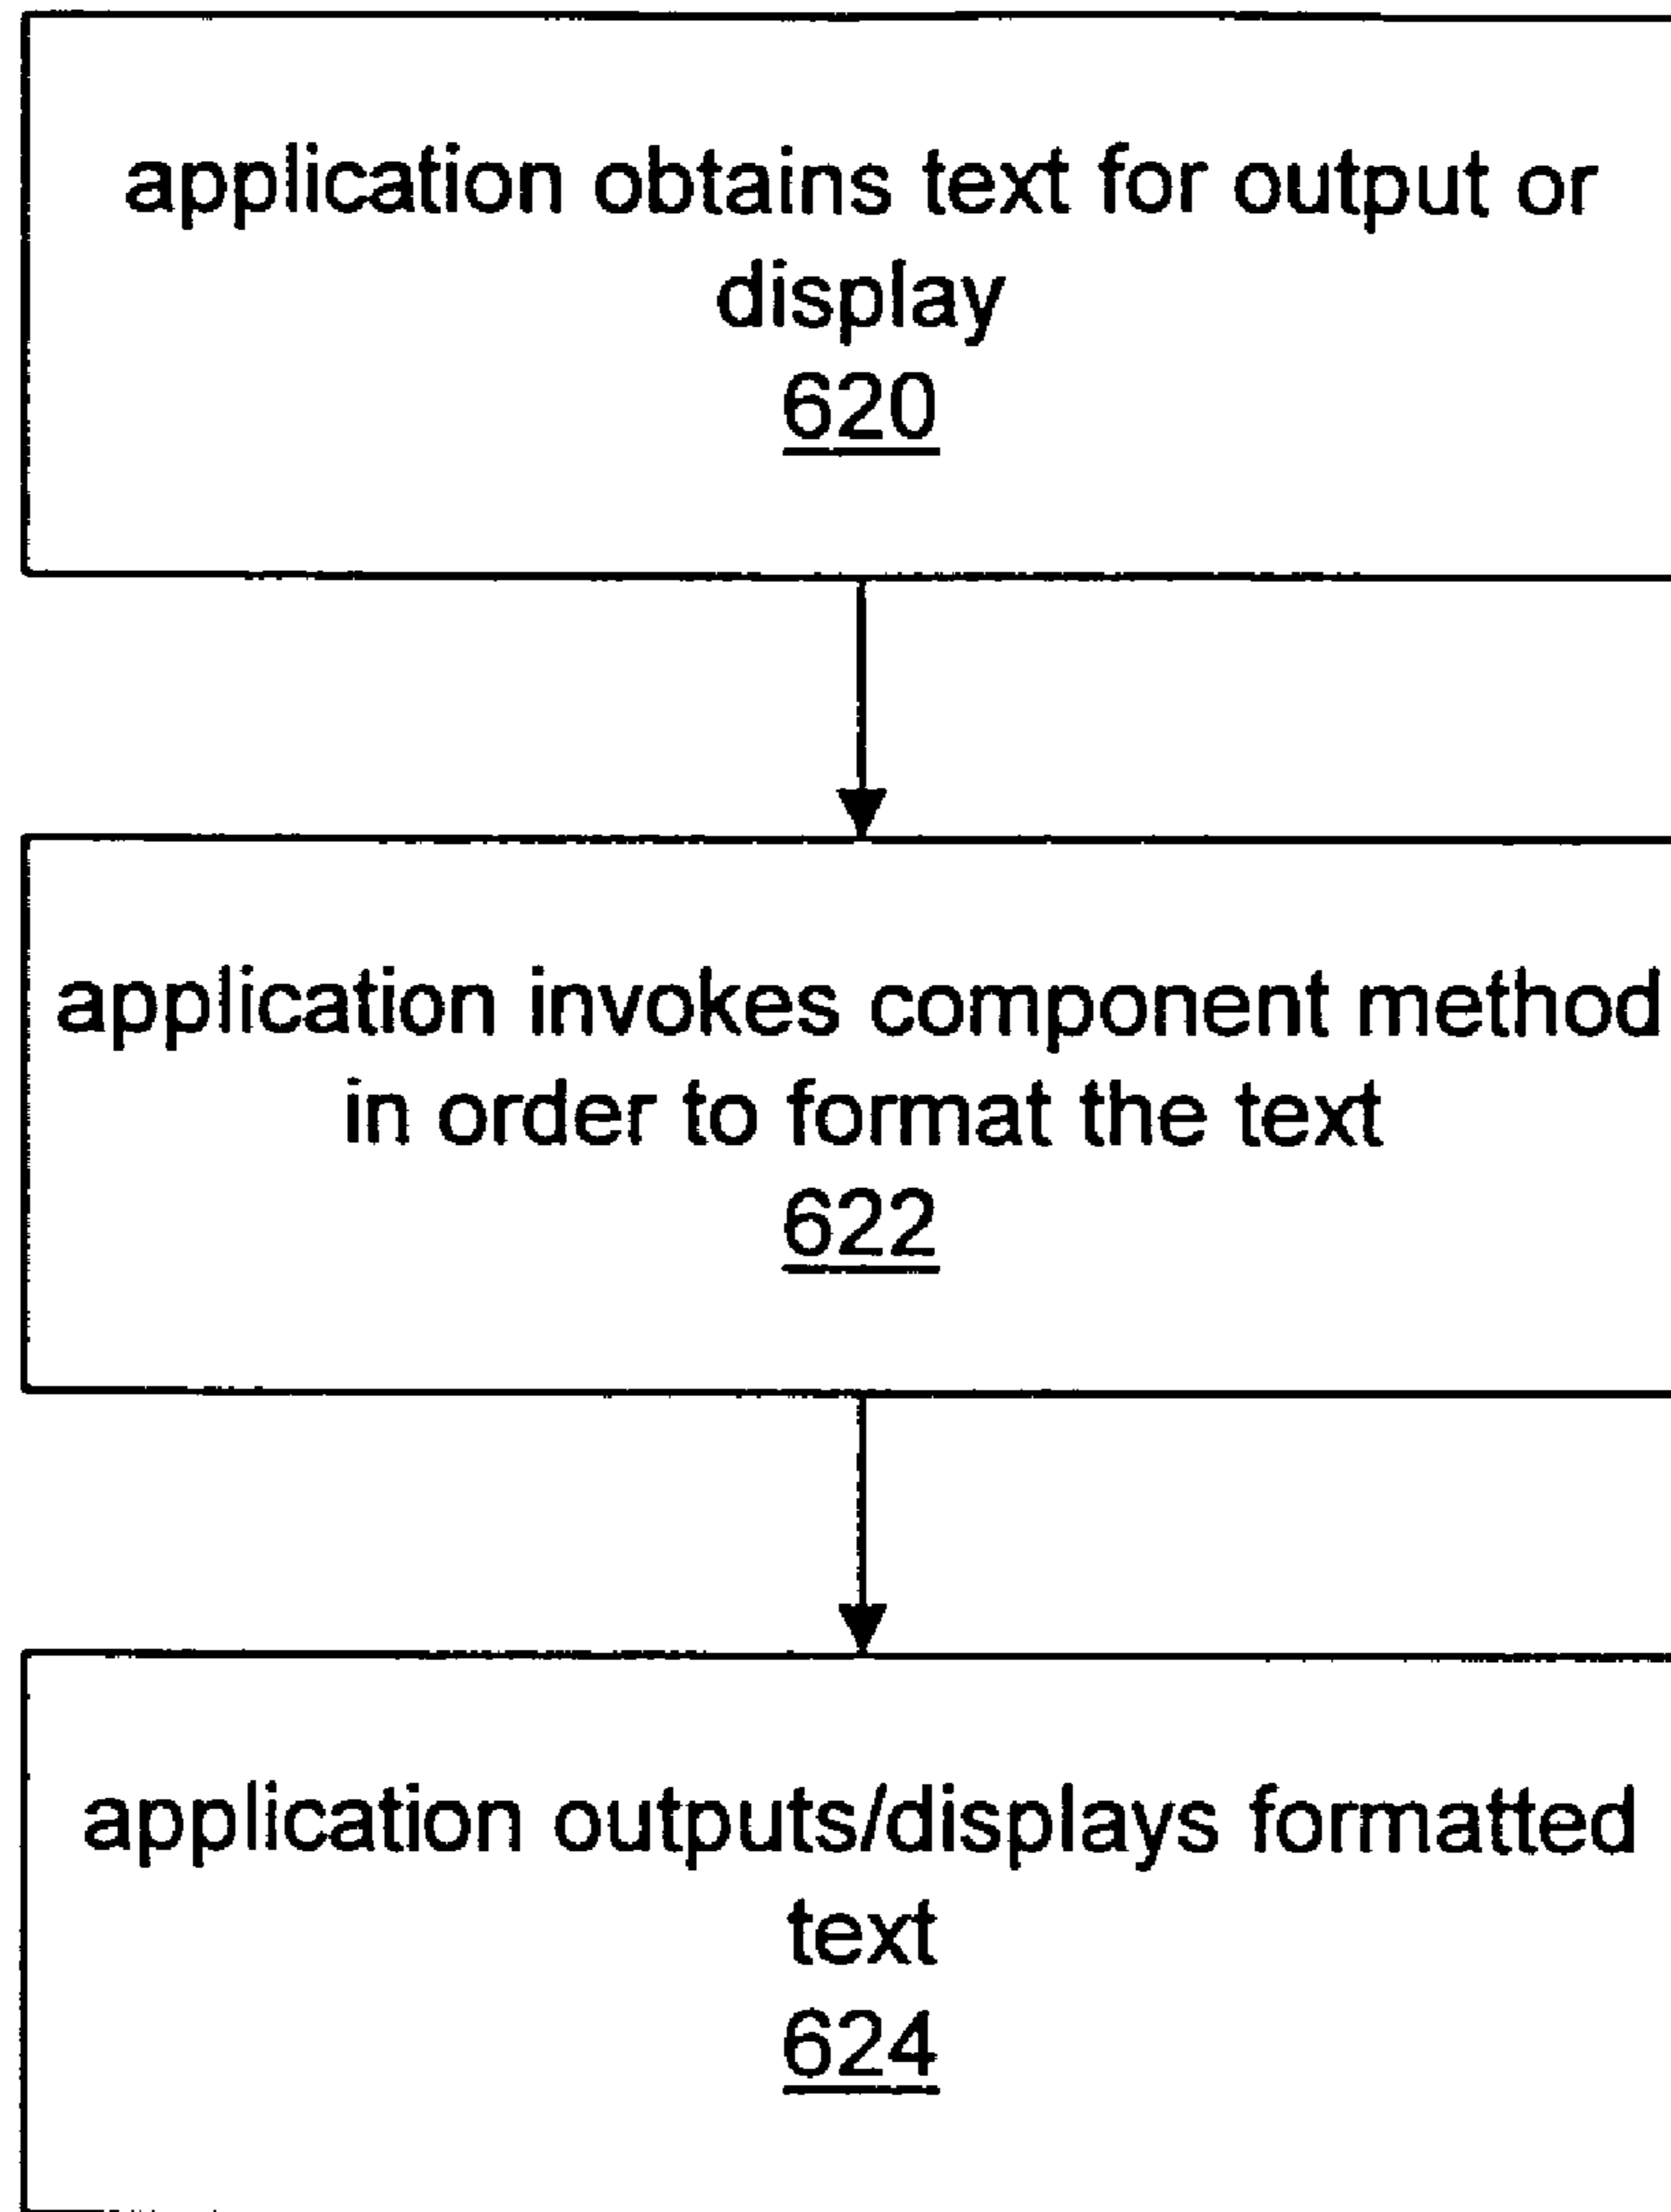 application obtains text for output or
display
620
application invokes component method
in order to format the text
622
application outputs/displays formatted
text
624